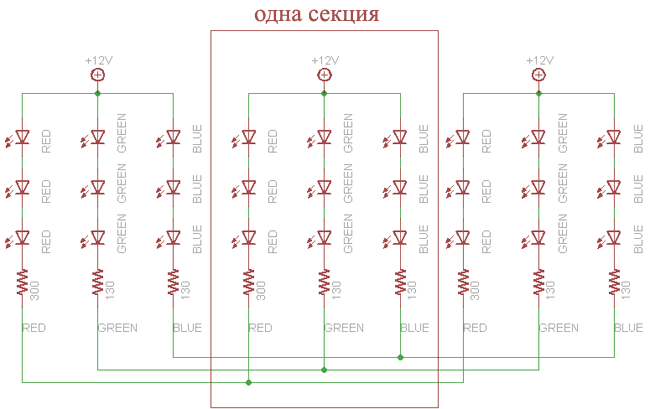 одна секция
+12V +12V +12V
RED GREEN BLUE RED GREEN BLUE RED GREEN BLUE
RED GREEN BLUE RED GREEN BLUE RED GREEN BLUE
RED GREEN BLUE RED GREEN BLUE RED GREEN BLUE
300 130 130 300 130 130 300 130 130
RED GREEN BLUE RED GREEN BLUE RED GREEN BLUE